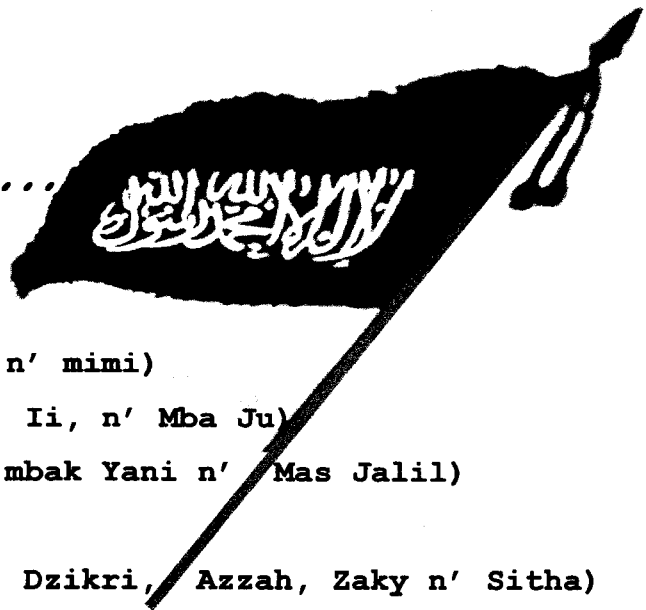 ....
لا إله إلا الله محمد رسول الله
n’ mimi)
Ii, n’ Mba Ju)
mbak Yani n’ Mas Jalil)
Dzikri, Azzah, Zaky n’ Sitha)